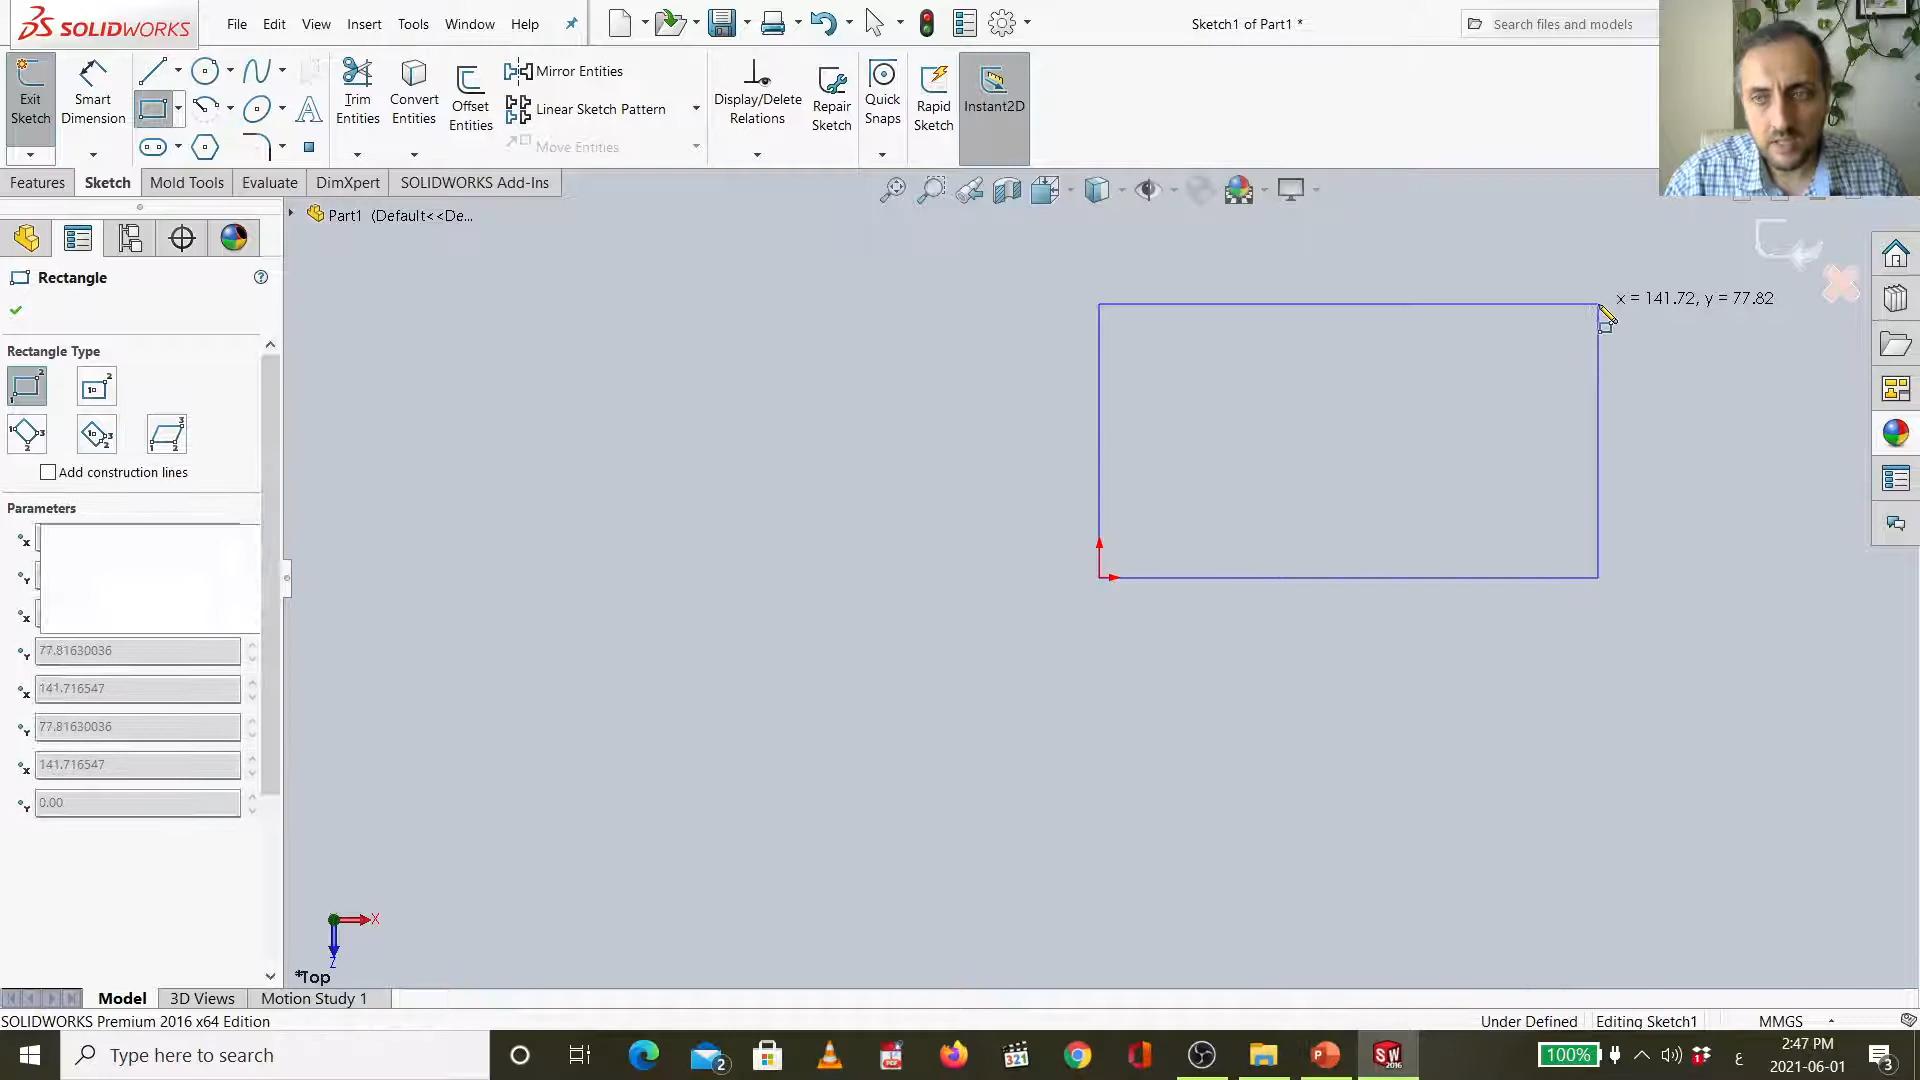 SOLIDWORKS
File
Edit
View
Insert
Tools
Window
Help
Sketch1 of Part1 *
Search files and models
Exit
Sketch
Smart
Dimension
Trim
Entities
Convert
Entities
Offset
Entities
Mirror Entities
Linear Sketch Pattern
Move Entities
Display/Delete
Relations
Repair
Sketch
Quick
Snaps
Rapid
Sketch
Instant2D
Features
Sketch
Mold Tools
Evaluate
DimXpert
SOLIDWORKS Add-Ins
Part1 (Default<<De...
Rectangle
Rectangle Type
Add construction lines
Parameters
77.81630036
141.716547
77.81630036
141.716547
0.00
x = 141.72, y = 77.82
X
Z
*Top
Model
3D Views
Motion Study 1
SOLIDWORKS Premium 2016 x64 Edition
Under Defined
Editing Sketch1
MMGS
Type here to search
2
321
SW
2016
100%
ع
2:47 PM
2021-06-01
3